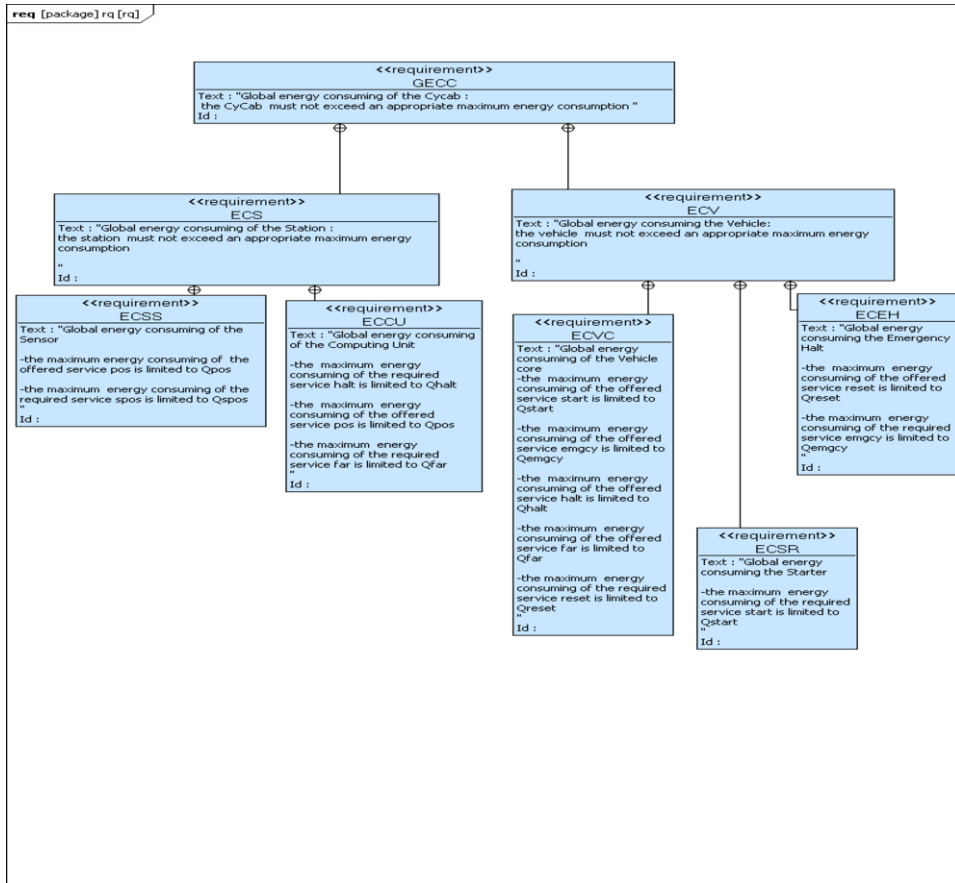 req [package] rq [rq]
<<requirement>>
GECC
Text : "Global energy consuming of the Cycab :
the CyCab must not exceed an appropriate maximum energy consumption "
Id :
<<requirement>>
ECS
Text : "Global energy consuming of the Station :
the station must not exceed an appropriate maximum energy
consumption
"
Id :
<<requirement>>
ECV
Text : "Global energy consuming the Vehicle:
the vehicle must not exceed an appropriate maximum energy
consumption
"
Id :
<<requirement>>
ECSS
Text : "Global energy consuming of the
Sensor
-the maximum energy consuming of the
offered service pos is limited to Qpos
-the maximum energy consuming of the
required service spos is limited to Qspos
"
Id :
<<requirement>>
ECCU
Text : "Global energy consuming
of the Computing Unit
-the maximum energy
consuming of the required
service halt is limited to Qhalt
-the maximum energy
consuming of the offered
service pos is limited to Qpos
-the maximum energy
consuming of the required
service far is limited to Qfar
"
Id :
<<requirement>>
ECVC
Text : "Global energy
consuming of the Vehicle
core
-the maximum energy
consuming of the offered
service start is limited to
Qstart
-the maximum energy
consuming of the offered
service emgcy is limited to
Qemgcy
-the maximum energy
consuming of the offered
service halt is limited to
Qhalt
-the maximum energy
consuming of the offered
service far is limited to
Qfar
-the maximum energy
consuming of the required
service reset is limited to
Qreset
"
Id :
<<requirement>>
ECEH
Text : "Global energy
consuming the Emergency
Halt
-the maximum energy
consuming of the offered
service reset is limited to
Qreset
-the maximum energy
consuming of the required
service emgcy is limited to
Qemgcy
"
Id :
<<requirement>>
ECSR
Text : "Global energy
consuming the Starter
-the maximum energy
consuming of the required
service start is limited to
Qstart
"
Id :